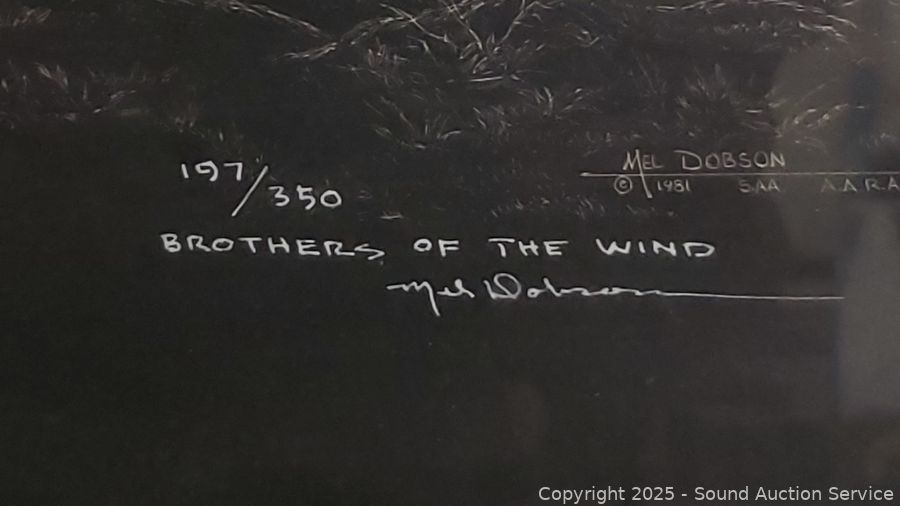 197/350
MEL DOBSON
© 1981 SAA A.A.R.A
BROTHERS OF THE WIND
Mel Dobson
Copyright 2025 - Sound Auction Service